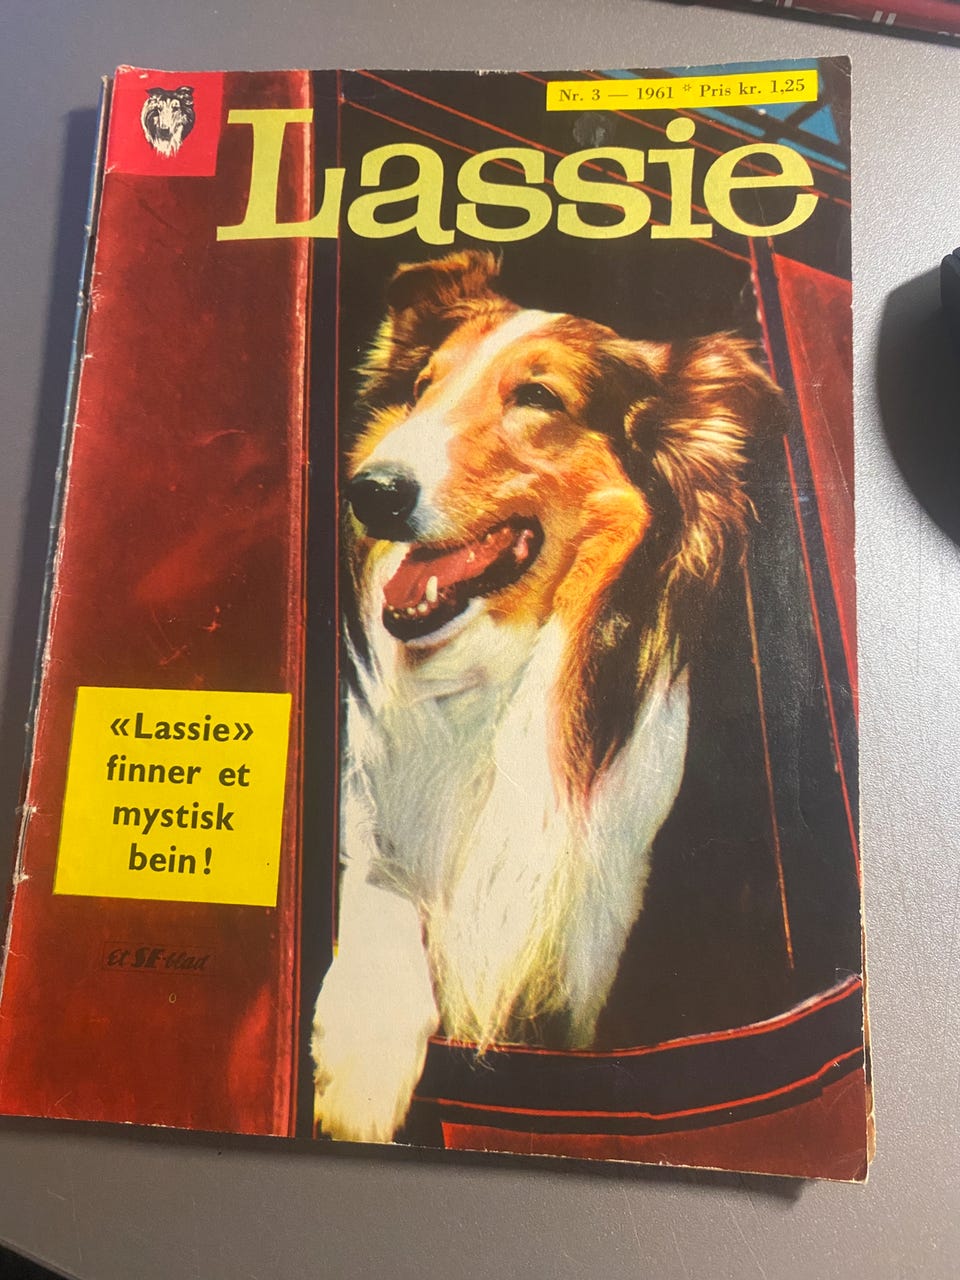 Nr. 3 — 1961 * Pris kr. 1,25
Lassie
«Lassie»
finner et
mystisk
bein!
Et SF-blad